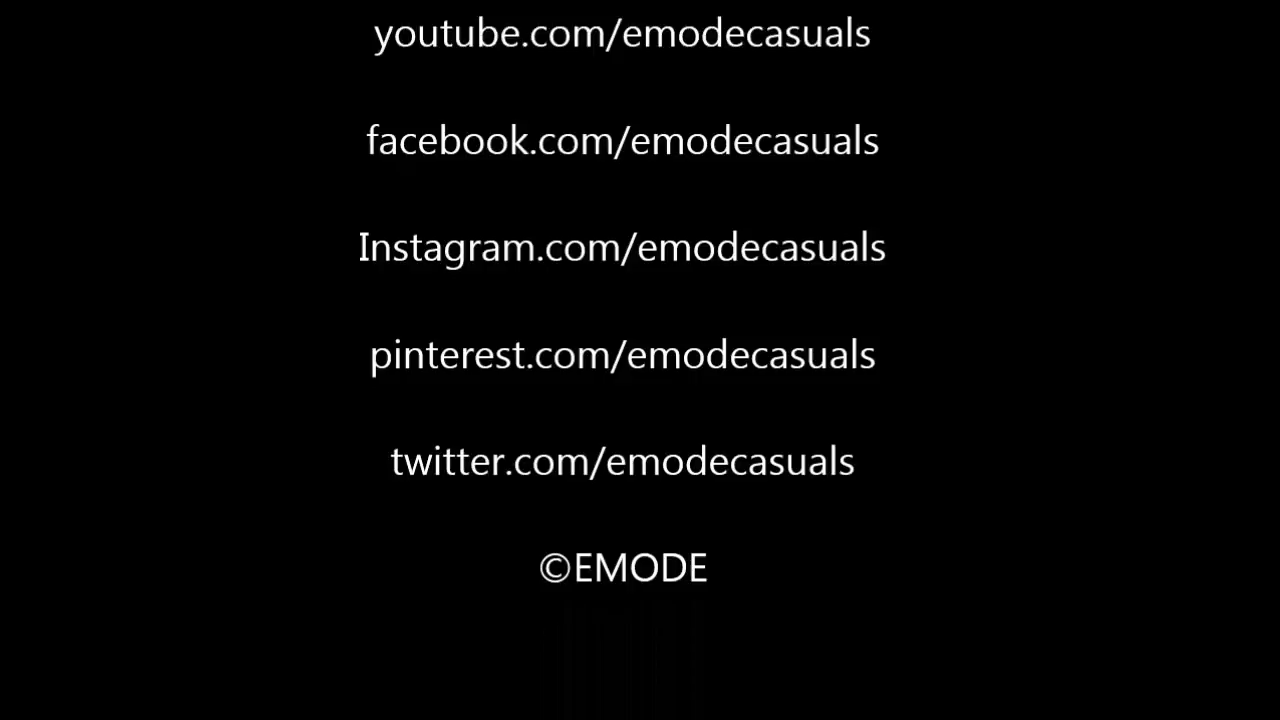 youtube.com/emodecasuals
facebook.com/emodecasuals
Instagram.com/emodecasuals
pinterest.com/emodecasuals
twitter.com/emodecasuals
©EMODE